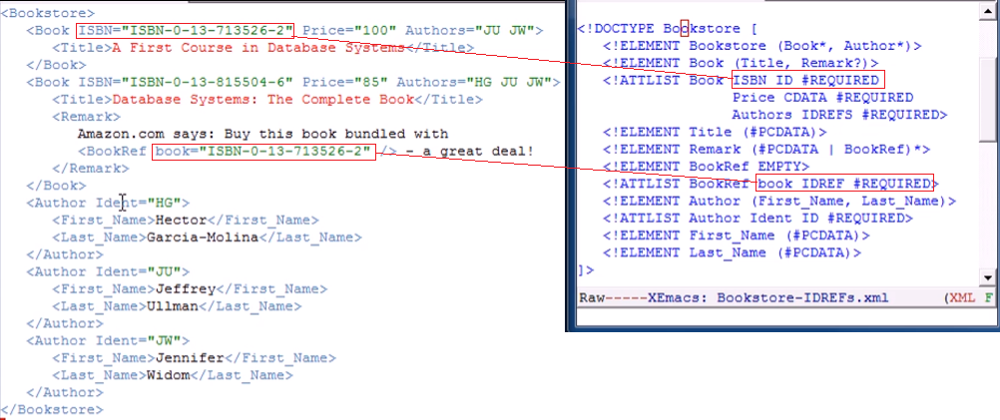 <Bookstore>
<Book ISBN="ISBN-0-13-713526-2" Price="100" Authors="JU JW">
<Title>A First Course in Database Systems</Title>
</Book>
<Book ISBN="ISBN-0-13-815504-6" Price="85" Authors="HG JU JW">
<Title>Database Systems: The Complete Book</Title>
<Remark>
Amazon.com says: Buy this book bundled with
<BookRef book="ISBN-0-13-713526-2" /> - a great deal!
</Remark>
</Book>
<Author Ident="HG">
<First_Name>Hector</First_Name>
<Last_Name>Garcia-Molina</Last_Name>
</Author>
<Author Ident="JU">
<First_Name>Jeffrey</First_Name>
<Last_Name>Ullman</Last_Name>
</Author>
<Author Ident="JW">
<First_Name>Jennifer</First_Name>
<Last_Name>Widom</Last_Name>
</Author>
</Bookstore>
<!DOCTYPE Bookstore [
<!ELEMENT Bookstore (Book*, Author*)>
<!ELEMENT Book (Title, Remark?)>
<!ATTLIST Book ISBN ID #REQUIRED
Price CDATA #REQUIRED
Authors IDREFS #REQUIRED>
<!ELEMENT Title (#PCDATA)>
<!ELEMENT Remark (#PCDATA | BookRef)*>
<!ELEMENT BookRef EMPTY>
<!ATTLIST BookRef book IDREF #REQUIRED>
<!ELEMENT Author (First_Name, Last_Name)>
<!ATTLIST Author Ident ID #REQUIRED>
<!ELEMENT First_Name (#PCDATA)>
<!ELEMENT Last_Name (#PCDATA)>
]>
Raw-----XEmacs: Bookstore-IDREFs.xml (XML F